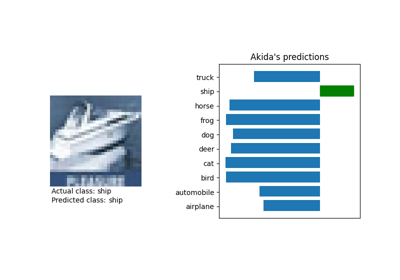 Akida's predictions
truck
ship
horse
frog
dog
deer
cat
bird
automobile
airplane
Actual class: ship
Predicted class: ship